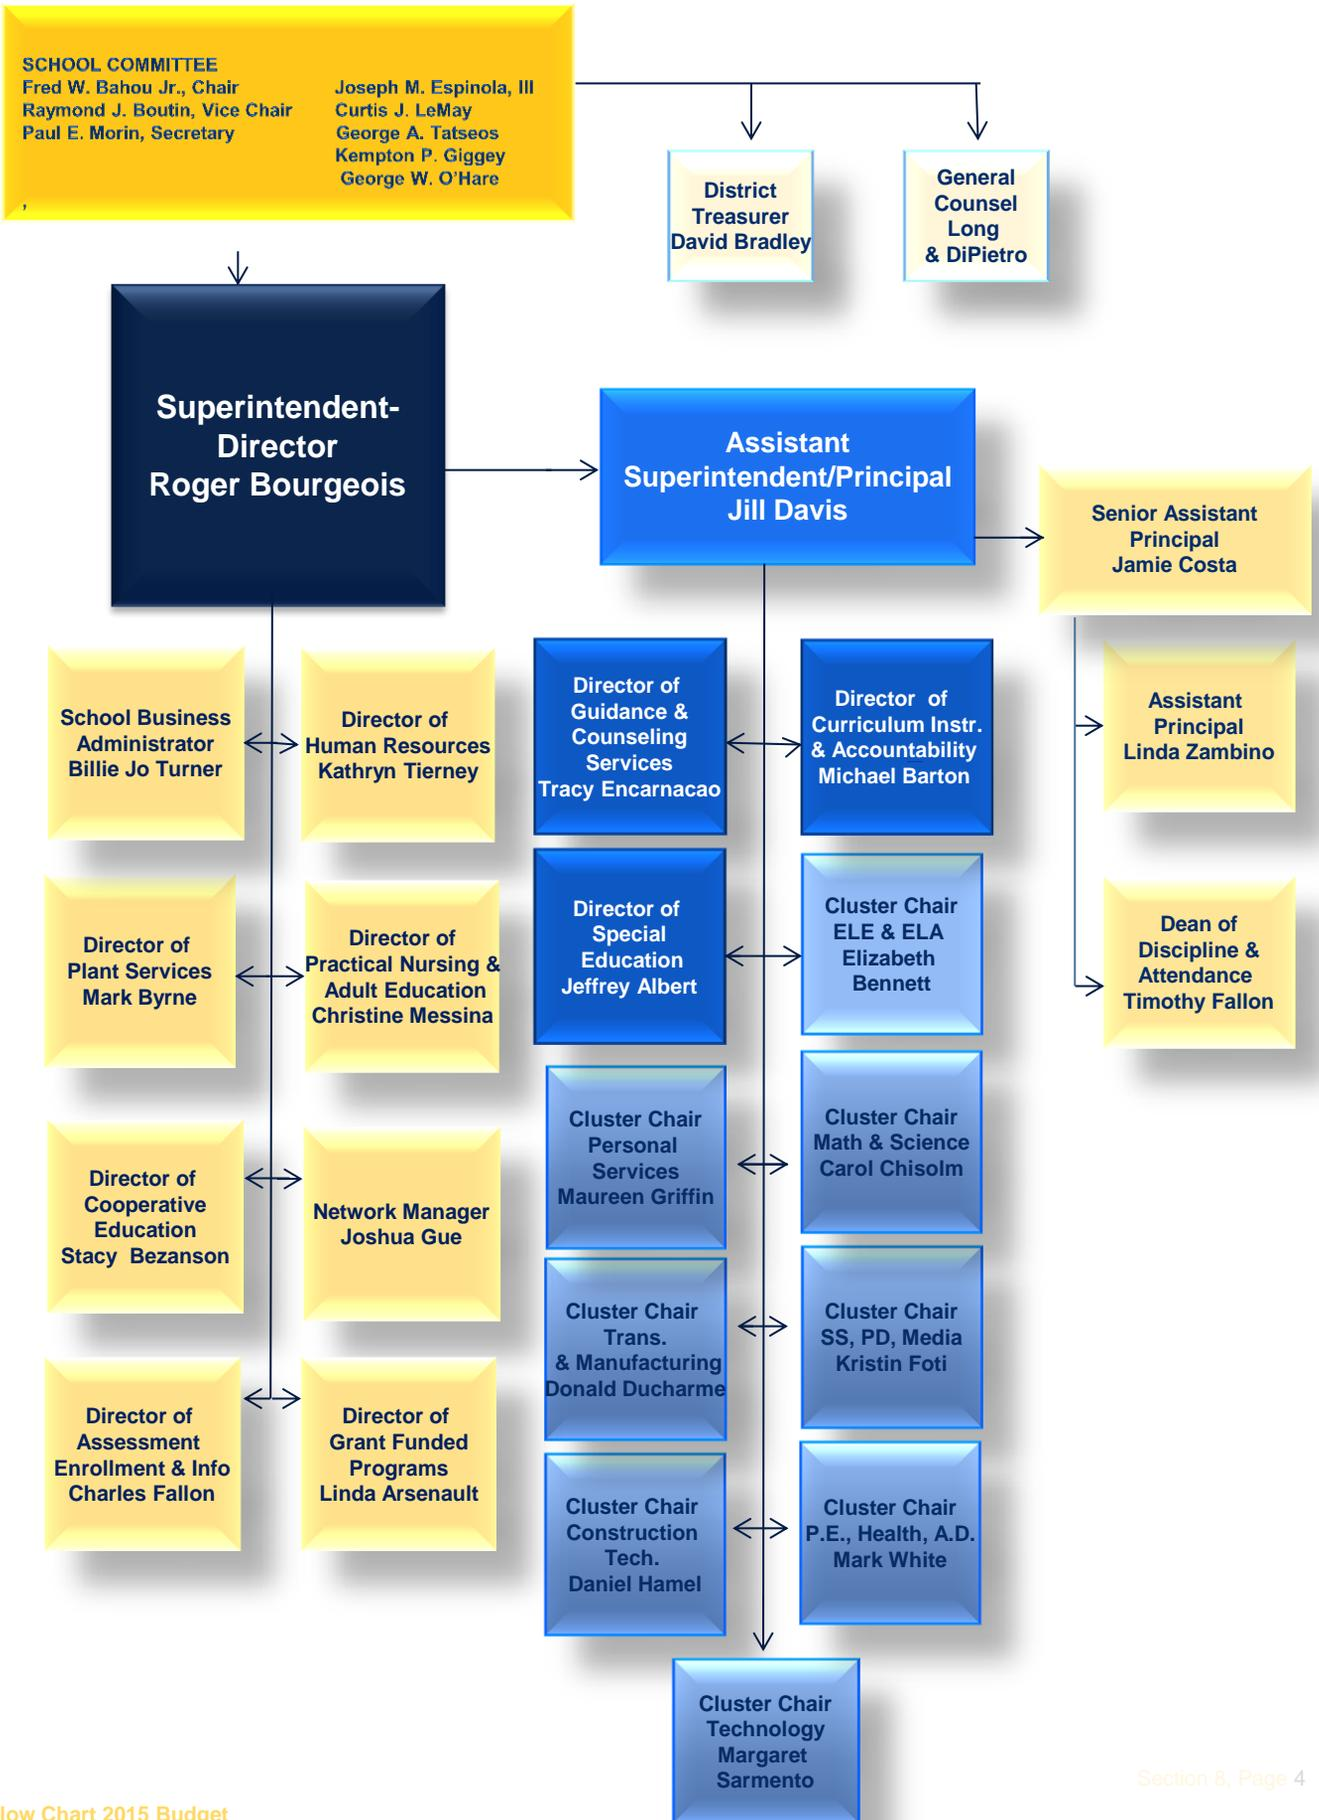 SCHOOL COMMITTEE
Fred W. Bahou Jr., Chair
Raymond J. Boutin, Vice Chair
Paul E. Morin, Secretary
,
Joseph M. Espinola, III
Curtis J. LeMay
George A. Tatseos
Kempton P. Giggey
George W. O'Hare
District
Treasurer
David Bradley
General
Counsel
Long
& DiPietro
Superintendent-
Director
Roger Bourgeois
Assistant
Superintendent/Principal
Jill Davis
Senior Assistant
Principal
Jamie Costa
School Business
Administrator
Billie Jo Turner
Director of
Human Resources
Kathryn Tierney
Director of
Guidance &
Counseling
Services
Tracy Encarnacao
Director of
Curriculum Instr.
& Accountability
Michael Barton
Assistant
Principal
Linda Zambino
Director of
Plant Services
Mark Byrne
Director of
Practical Nursing &
Adult Education
Christine Messina
Director of
Special
Education
Jeffrey Albert
Cluster Chair
ELE & ELA
Elizabeth
Bennett
Dean of
Discipline &
Attendance
Timothy Fallon
Director of
Cooperative
Education
Stacy Bezanson
Network Manager
Joshua Gue
Cluster Chair
Personal
Services
Maureen Griffin
Cluster Chair
Math & Science
Carol Chisolm
Cluster Chair
Trans.
& Manufacturing
Donald Ducharme
Cluster Chair
SS, PD, Media
Kristin Foti
Director of
Assessment
Enrollment & Info
Charles Fallon
Director of
Grant Funded
Programs
Linda Arsenault
Cluster Chair
Construction
Tech.
Daniel Hamel
Cluster Chair
P.E., Health, A.D.
Mark White
Cluster Chair
Technology
Margaret
Sarmento
Section 8, Page 4
low Chart 2015 Budget